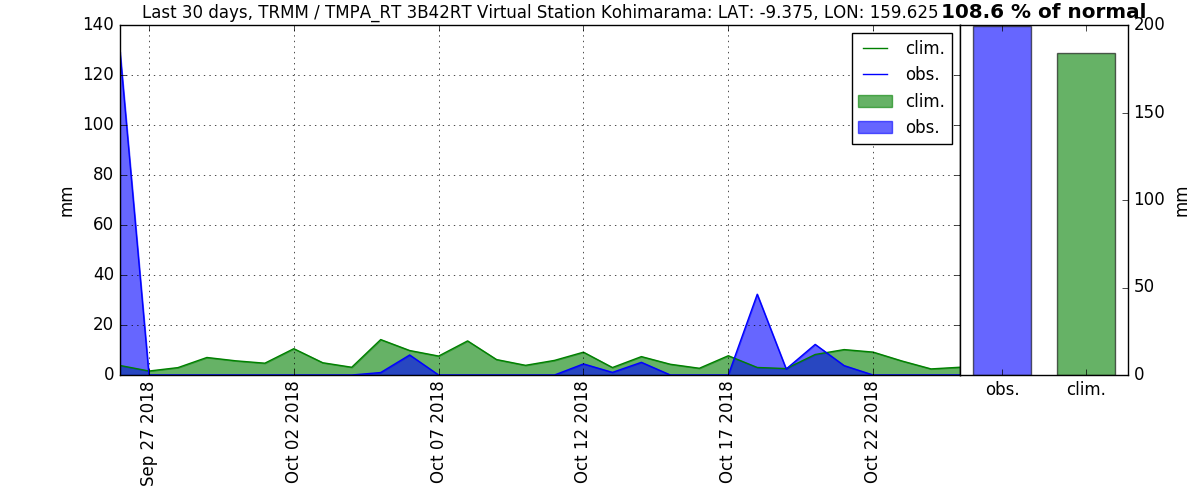 Last 30 days, TRMM / TMPA_RT 3B42RT Virtual Station Kohimarama: LAT: -9.375, LON: 159.625
108.6 % of normal
140
120
100
80
60
40
20
0
mm
clim.
obs.
clim.
obs.
Sep 27 2018
Oct 02 2018
Oct 07 2018
Oct 12 2018
Oct 17 2018
Oct 22 2018
200
150
100
50
0
mm
obs.
clim.